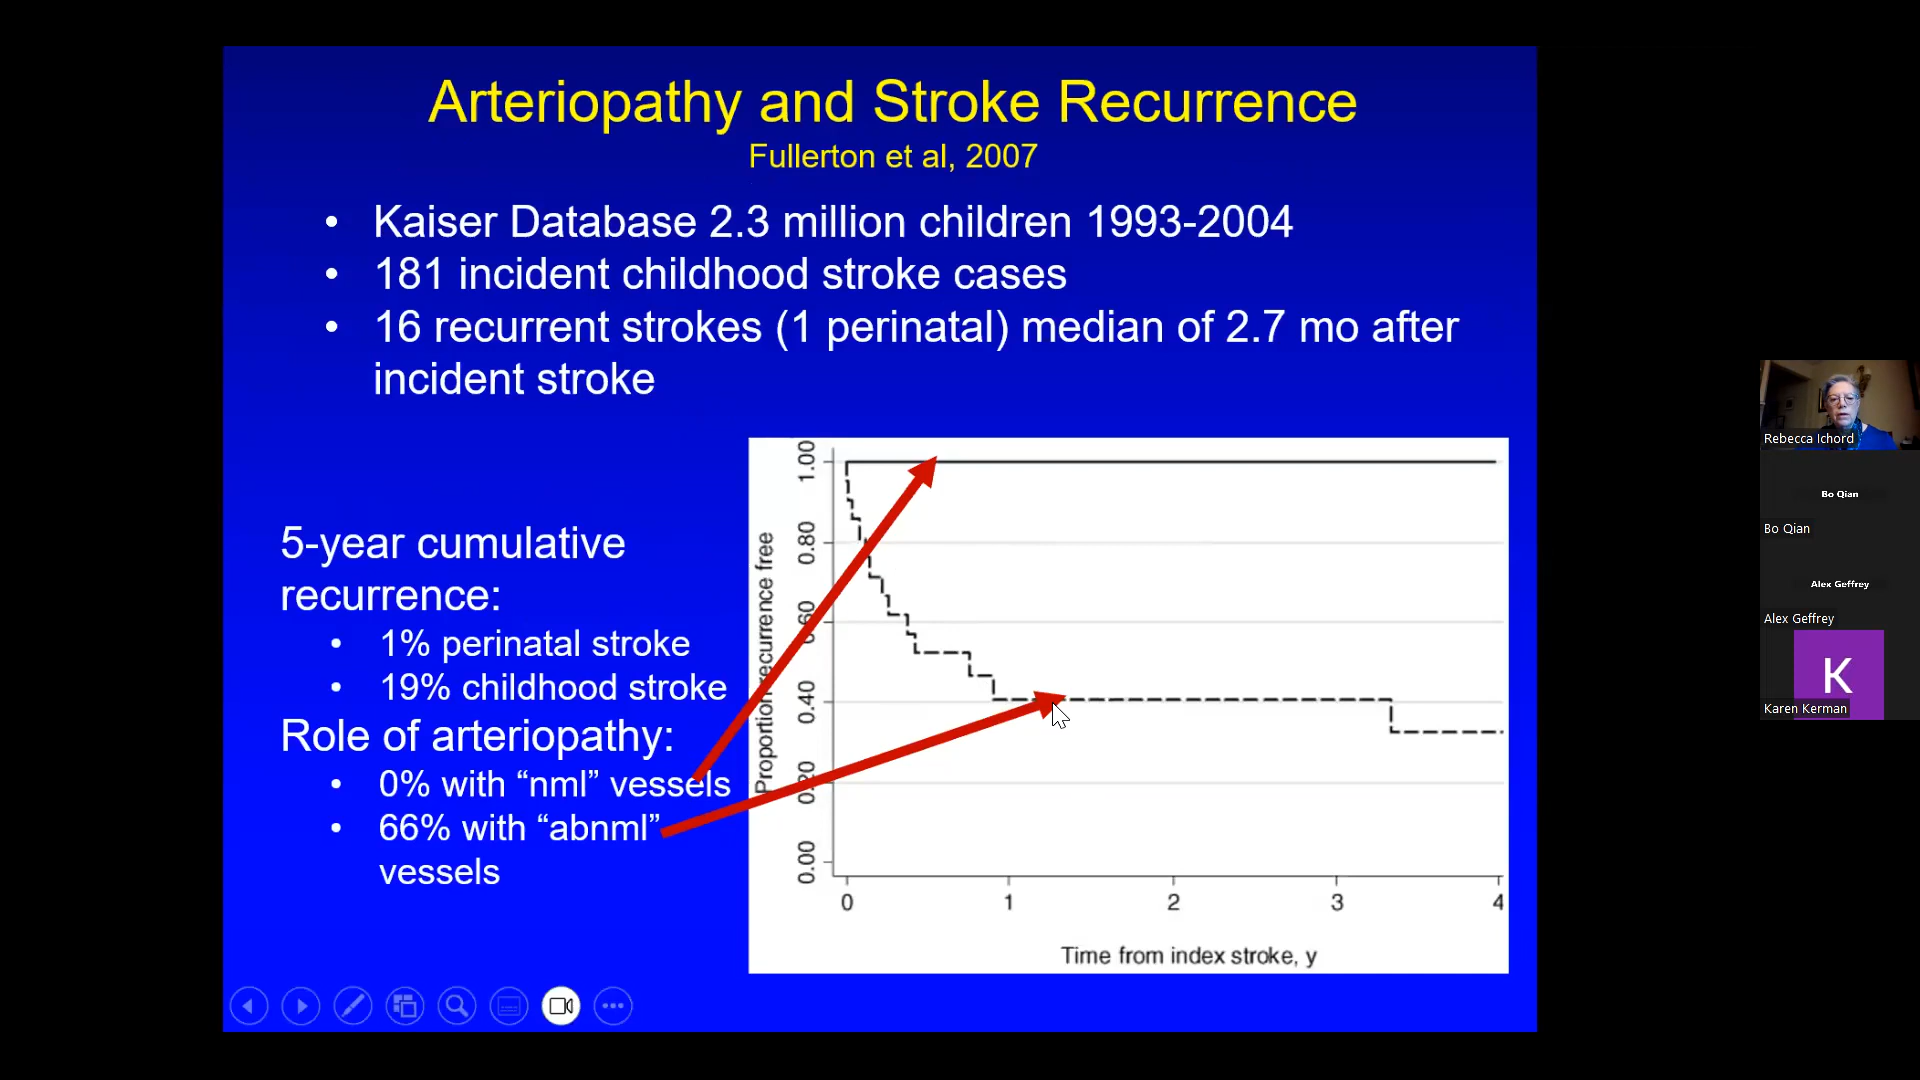 Arteriopathy and Stroke Recurrence
Fullerton et al, 2007
• Kaiser Database 2.3 million children 1993-2004
• 181 incident childhood stroke cases
• 16 recurrent strokes (1 perinatal) median of 2.7 mo after
incident stroke
5-year cumulative
recurrence:
• 1% perinatal stroke
• 19% childhood stroke
Role of arteriopathy:
• 0% with “nml” vessels
• 66% with “abnml”
vessels
Proportion recurrence free
1.00
0.80
0.60
0.40
0.20
0.00
0 1 2 3 4
Time from index stroke, y
Rebecca Ichord
Bo Qian
Bo Qian
Alex Geffrey
Alex Geffrey
K
Karen Kerman